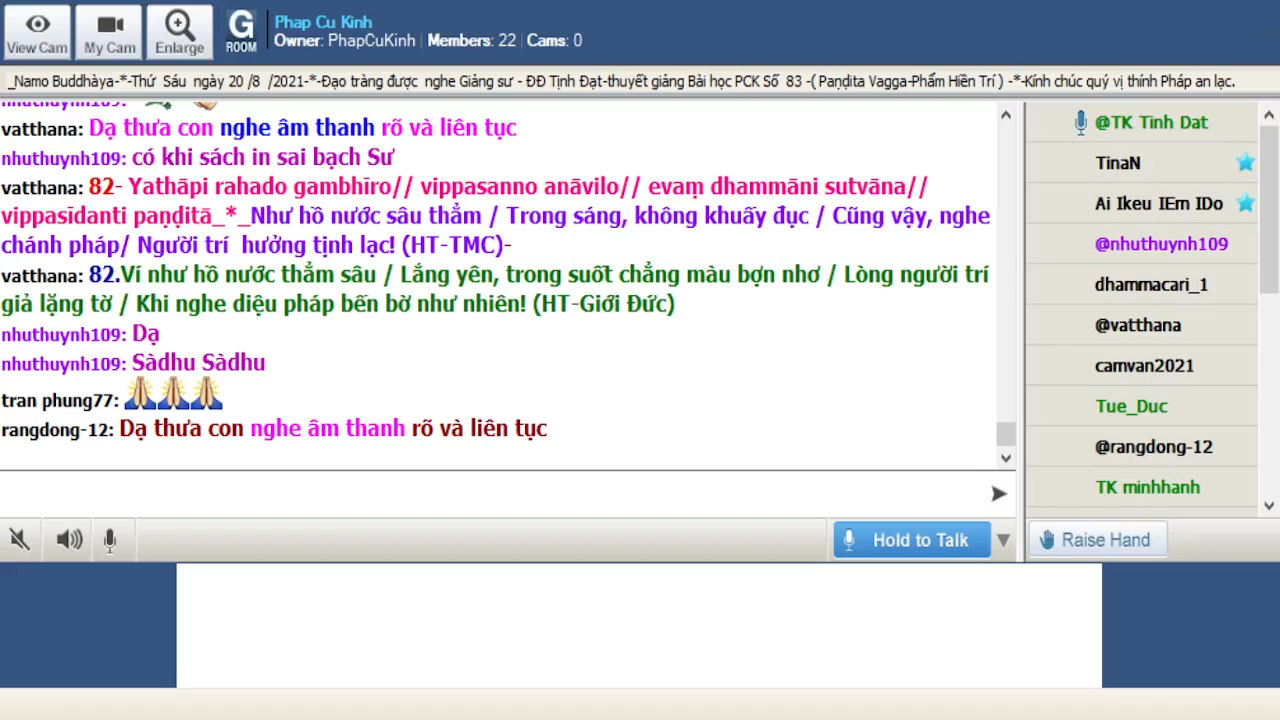 View Cam
My Cam
Enlarge
G
ROOM
Phap Cu Kinh
Owner: PhapCuKinh | Members: 22 | Cams: 0
_Namo Buddhàya-*-Thứ Sáu ngày 20 /8 /2021-*-Đạo tràng được nghe Giảng sư - ĐĐ Tịnh Đạt-thuyết giảng Bài học PCK Số 83 -( Paṇḍita Vagga-Phẩm Hiền Trí ) -*-Kính chúc quý vị thính Pháp an lạc.
nhuthuynh109:
vatthana: Dạ thưa con nghe âm thanh rõ và liên tục
nhuthuynh109: có khi sách in sai bạch Sư
vatthana: 82- Yathāpi rahado gambhīro// vippasanno anāvilo// evaṃ dhammāni sutvāna//
vippasīdanti paṇḍitā_*_Như hồ nước sâu thẳm / Trong sáng, không khuấy đục / Cũng vậy, nghe
chánh pháp/ Người trí hưởng tịnh lạc! (HT-TMC)-
vatthana: 82.Ví như hồ nước thẳm sâu / Lắng yên, trong suốt chẳng màu bợn nhơ / Lòng người trí
giả lặng tờ / Khi nghe diệu pháp bến bờ như nhiên! (HT-Giới Đức)
nhuthuynh109: Dạ
nhuthuynh109: Sàdhu Sàdhu
tran phung77:
rangdong-12: Dạ thưa con nghe âm thanh rõ và liên tục
@TK Tinh Dat
TinaN
Ai Ikeu IEm IDo
@nhuthuynh109
dhammacari_1
@vatthana
camvan2021
Tue_Duc
@rangdong-12
TK minhhanh
Hold to Talk
Raise Hand